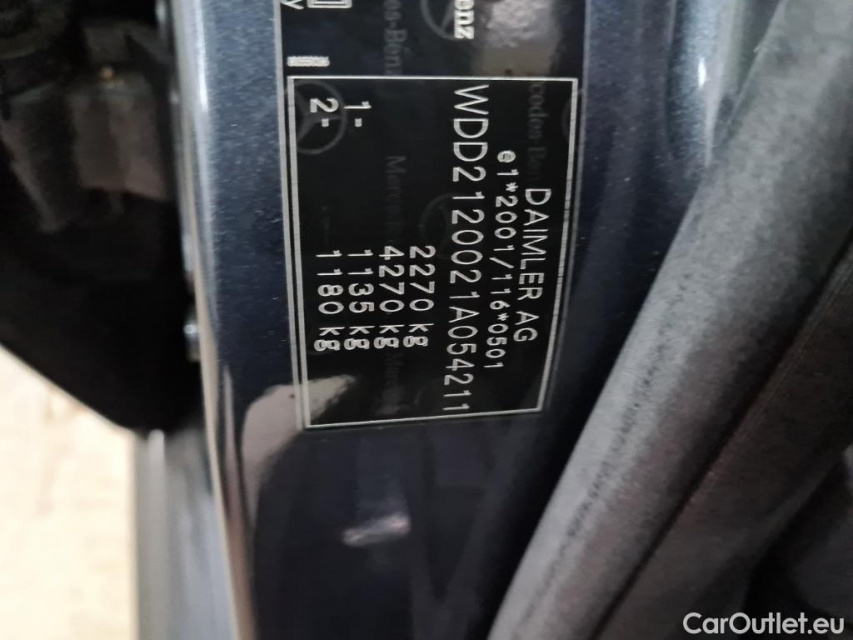 DAIMLER AG
e1*2001/116*0501
WDD2120021A054211
2270 kg
4270 kg
1- 1135 kg
2- 1180 kg
CarOutlet.eu